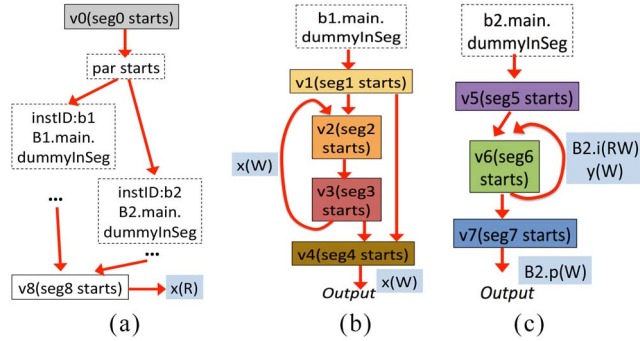 v0(seg0 starts)
par starts
instID:b1
B1.main.
dummyInSeg
...
instID:b2
B2.main.
dummyInSeg
...
v8(seg8 starts)
x(R)
(a)
b1.main.
dummyInSeg
v1(seg1 starts)
v2(seg2
starts)
x(W)
v3(seg3
starts)
v4(seg4 starts)
x(W)
Output
(b)
b2.main.
dummyInSeg
v5(seg5 starts)
v6(seg6
starts)
B2.i(RW)
y(W)
v7(seg7 starts)
B2.p(W)
Output
(c)